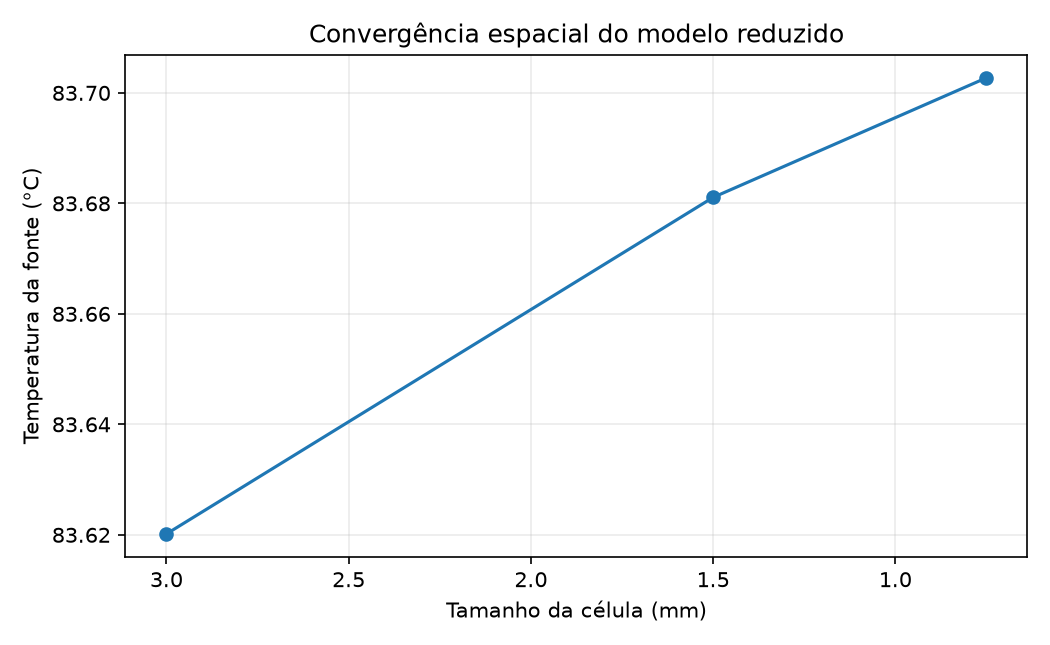 Convergência espacial do modelo reduzido
Temperatura da fonte (°C)
83.70
83.68
83.66
83.64
83.62
3.0 2.5 2.0 1.5 1.0
Tamanho da célula (mm)